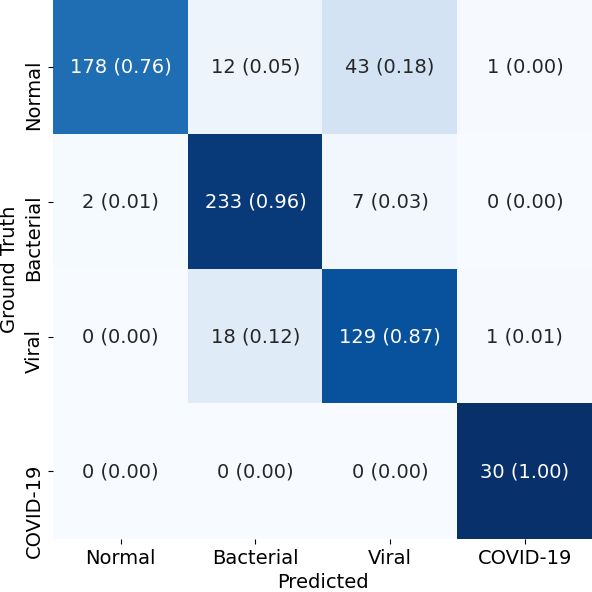 Ground Truth
Normal
178 (0.76) 12 (0.05) 43 (0.18) 1 (0.00)
Bacterial
2 (0.01) 233 (0.96) 7 (0.03) 0 (0.00)
Viral
0 (0.00) 18 (0.12) 129 (0.87) 1 (0.01)
COVID-19
0 (0.00) 0 (0.00) 0 (0.00) 30 (1.00)
Normal Bacterial Viral COVID-19
Predicted